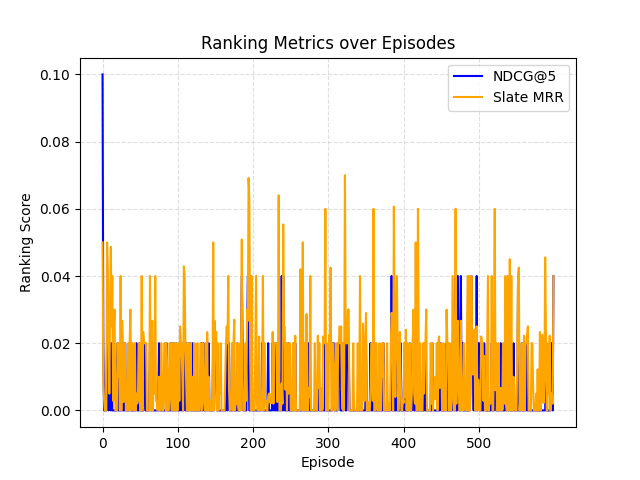 Ranking Metrics over Episodes
NDCG@5
Slate MRR
0.10
0.08
0.06
0.04
0.02
0.00
Ranking Score
0 100 200 300 400 500
Episode